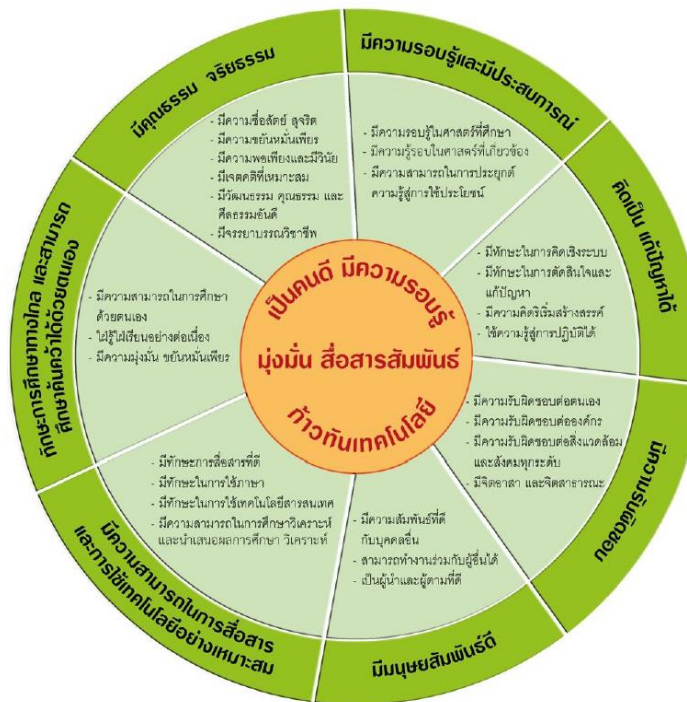 มีคุณธรรม จริยธรรม
- มีความซื่อสัตย์ สุจริต
- มีความขยันหมั่นเพียร
- มีความพอเพียงและมีวินัย
- มีเจตคติที่เหมาะสม
- มีวัฒนธรรม คุณธรรม และ
ศีลธรรมอันดี
- มีจรรยาบรรณวิชาชีพ
มีความรอบรู้และมีประสบการณ์
- มีความรอบรู้ในศาสตร์ที่ศึกษา
- มีความรู้รอบในศาสตร์ที่เกี่ยวข้อง
- มีความสามารถในการประยุกต์
ความรู้สู่การใช้ประโยชน์
คิดเป็น แก้ปัญหาได้
- มีทักษะในการคิดเชิงระบบ
- มีทักษะในการตัดสินใจและ
แก้ปัญหา
- มีความคิดริเริ่มสร้างสรรค์
- ใช้ความรู้สู่การปฏิบัติได้
มีความรับผิดชอบ
- มีความรับผิดชอบต่อตนเอง
- มีความรับผิดชอบต่อองค์กร
- มีความรับผิดชอบต่อสิ่งแวดล้อม
และสังคมทุกระดับ
- มีจิตอาสา และจิตสาธารณะ
มีมนุษยสัมพันธ์ดี
- มีความสัมพันธ์ที่ดี
กับบุคคลอื่น
- สามารถทำงานร่วมกับผู้อื่นได้
- เป็นผู้นำและผู้ตามที่ดี
มีความสามารถในการสื่อสาร
และการใช้เทคโนโลยีอย่างเหมาะสม
- มีทักษะการสื่อสารที่ดี
- มีทักษะในการใช้ภาษา
- มีทักษะในการใช้เทคโนโลยีสารสนเทศ
- มีความสามารถในการศึกษาวิเคราะห์
และนำเสนอผลการศึกษา วิเคราะห์
ทักษะการศึกษาทางไกล และสามารถ
ศึกษาค้นคว้าได้ด้วยตนเอง
- มีความสามารถในการศึกษา
ด้วยตนเอง
- ใฝ่รู้ใฝ่เรียนอย่างต่อเนื่อง
- มีความมุ่งมั่น ขยันหมั่นเพียร
เป็นคนดี มีความรอบรู้
มุ่งมั่น สื่อสารสัมพันธ์
ก้าวทันเทคโนโลยี